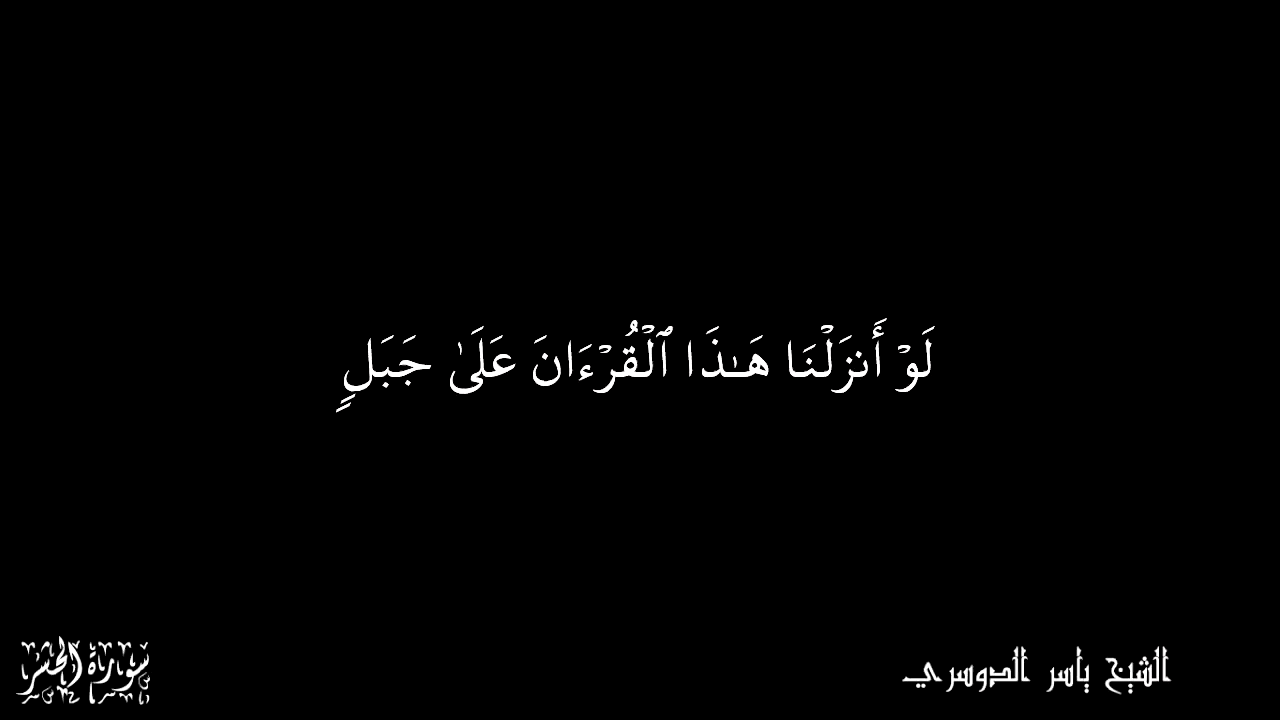 لَوۡ أَنزَلۡنَا هَـٰذَا ٱلۡقُرۡءَانَ عَلَىٰ جَبَلٍ
سورة الحشر
الشيخ ياسر الدوسري